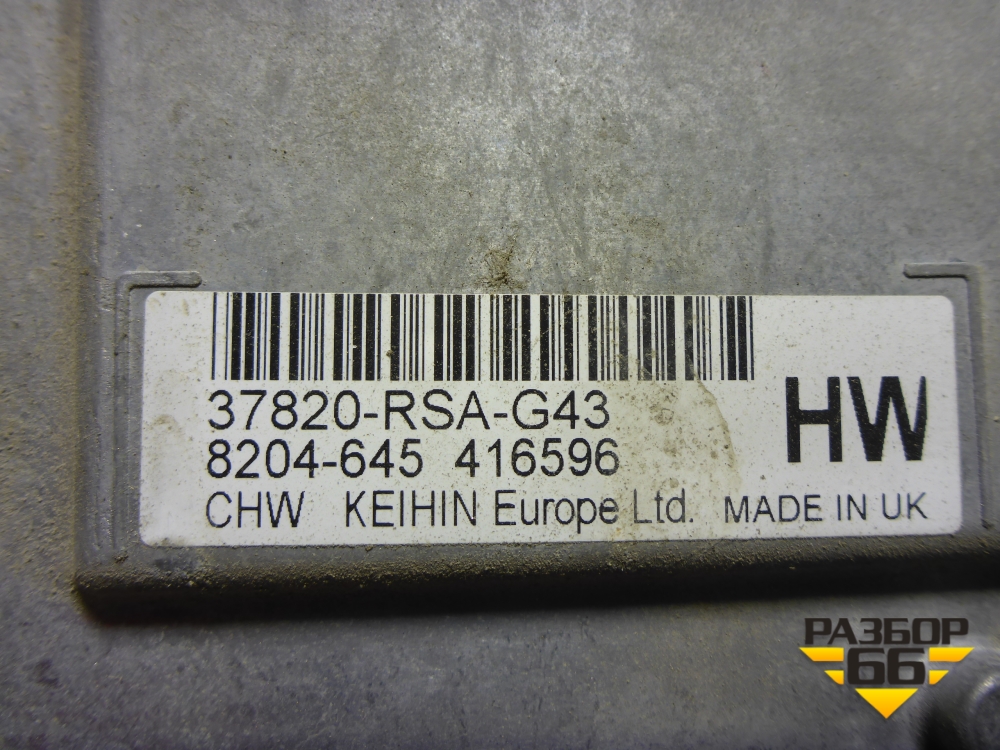 37820-RSA-G43
HW
8204-645 416596
CHW KEIHIN Europe Ltd. MADE IN UK
РАЗБОР
66